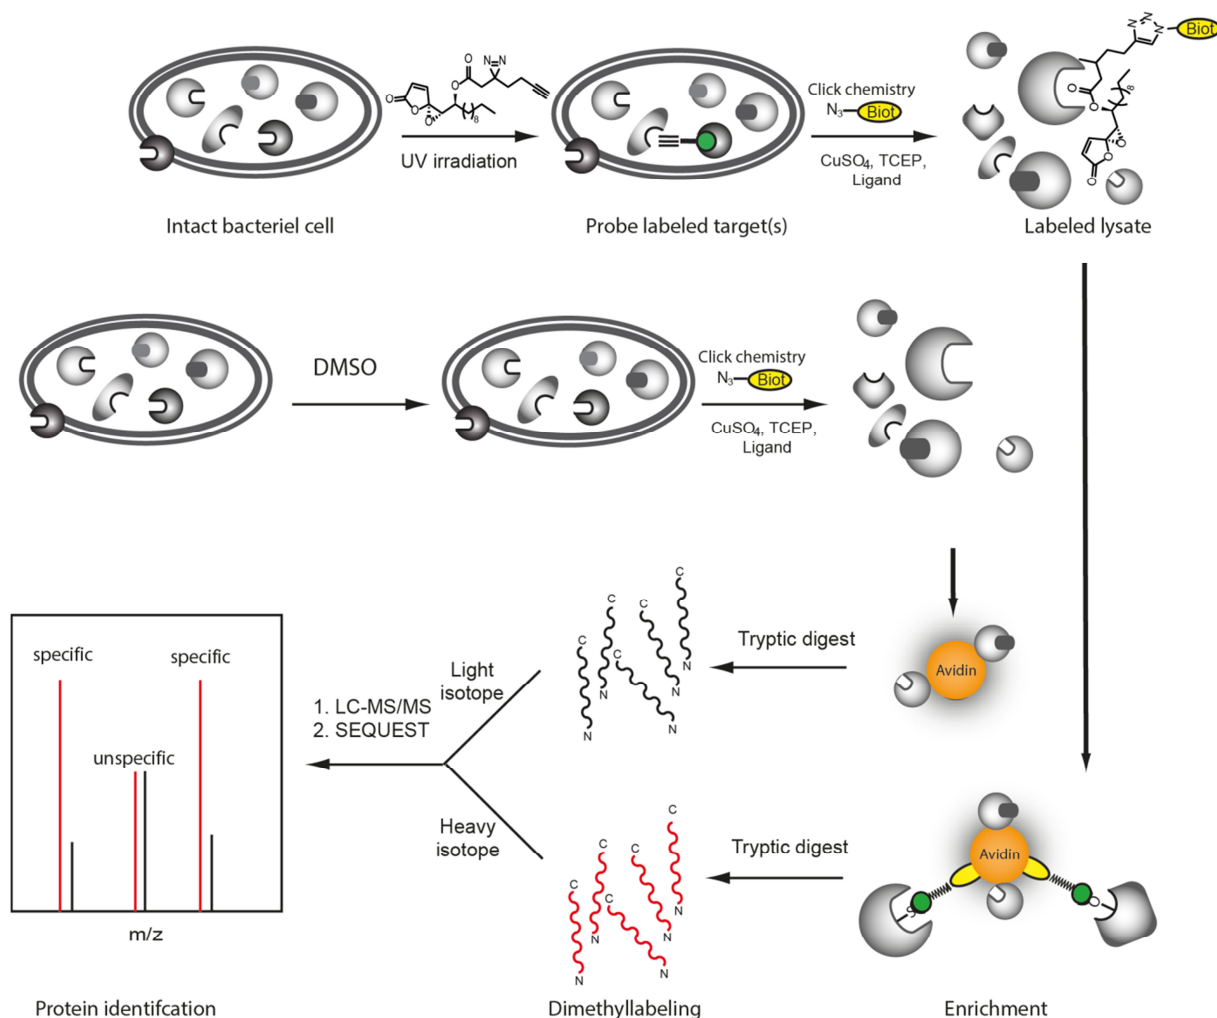 N=N
O
O
O
O
O
( )8
UV irradiation
Click chemistry
N3 Biot
CuSO4, TCEP,
Ligand
N
N
N Biot
O
O
( )8
O
O
O
Intact bacteriel cell
Probe labeled target(s)
Labeled lysate
DMSO
Click chemistry
N3 Biot
CuSO4, TCEP,
Ligand
specific
specific
unspecific
m/z
1. LC-MS/MS
2. SEQUEST
Light
isotope
Heavy
isotope
C
C
C
C
C
N
N
N
N
N
Tryptic digest
Avidin
C
C
C
C
C
N
N
N
N
N
Tryptic digest
Avidin
Protein identifcation
Dimethyllabeling
Enrichment